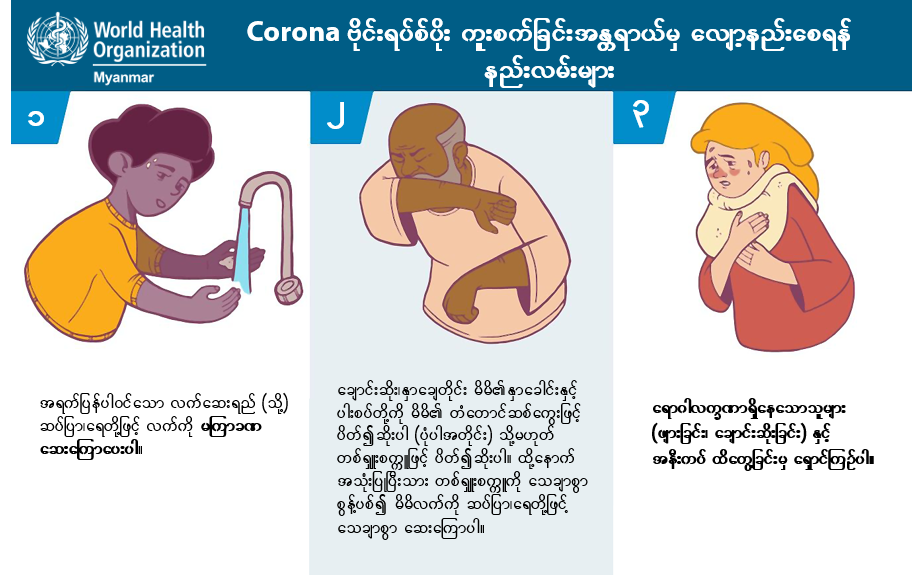 World Health
Organization
Myanmar
Corona ဗိုင်းရပ်စ်ပိုး ကူးစက်ခြင်းအန္တရာယ်မှ လျော့နည်းစေရန်
နည်းလမ်းများ
၁
အရက်ပြန်ပါဝင်သော လက်ဆေးရည် (သို့)
ဆပ်ပြာ၊ရေတို့ဖြင့် လက်ကို မကြာခဏ
ဆေးကြောပေးပါ။
၂
ချောင်းဆိုး၊နှာချေတိုင်း မိမိ၏နှာခေါင်းနှင့်
ပါးစပ်တို့ကို မိမိ၏ တံတောင်ဆစ်ကွေးဖြင့်
ပိတ်၍ဆိုးပါ (ပုံပါအတိုင်း) သို့မဟုတ်
တစ်ရှူးစက္ကူဖြင့် ပိတ်၍ဆိုးပါ။ ထို့နောက်
အသုံးပြုပြီးသား တစ်ရှူးစက္ကူကို သေချာစွာ
စွန့်ပစ်၍ မိမိလက်ကို ဆပ်ပြာ၊ရေတို့ဖြင့်
သေချာစွာ ဆေးကြောပါ။
၃
ရောဂါလက္ခဏာရှိနေသောသူများ
(ဖျားခြင်း၊ ချောင်းဆိုးခြင်း) နှင့်
အနီးကပ် ထိတွေ့ခြင်းမှ ရှောင်ကြဉ်ပါ။